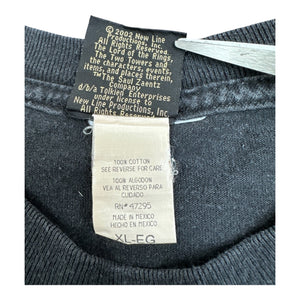 © 2002 New Line
Productions, Inc.
All Rights Reserved.
The Lord of the Rings,
The Two Towers and
the characters, events,
items, and places therein,
™ The Saul Zaentz
Company
d/b/a Tolkien Enterprises
under license to
New Line Productions, Inc.
All Rights Reserved.
100% COTTON
SEE REVERSE FOR CARE
100% ALGODON
VEA AL REVERSO PARA
CUIDADO
RN# 47295
MADE IN MEXICO
HECHO EN MEXICO
XL-EG